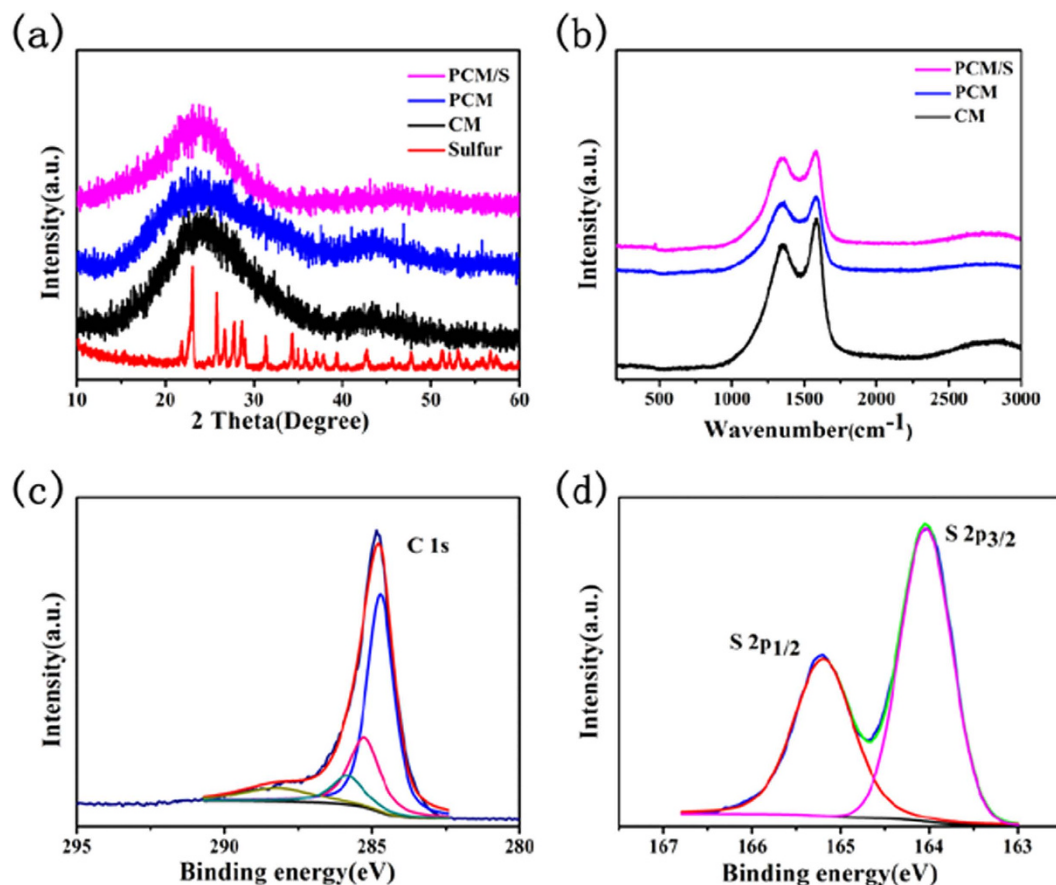 (a)
PCM/S
PCM
CM
Sulfur
Intensity(a.u.)
10 20 30 40 50 60
2 Theta(Degree)
(b)
PCM/S
PCM
CM
Intensity(a.u.)
500 1000 1500 2000 2500 3000
Wavenumber(cm-1)
(c)
C 1s
Intensity(a.u.)
295 290 285 280
Binding energy(eV)
(d)
S 2p3/2
S 2p1/2
Intensity(a.u.)
167 166 165 164 163
Binding energy(eV)